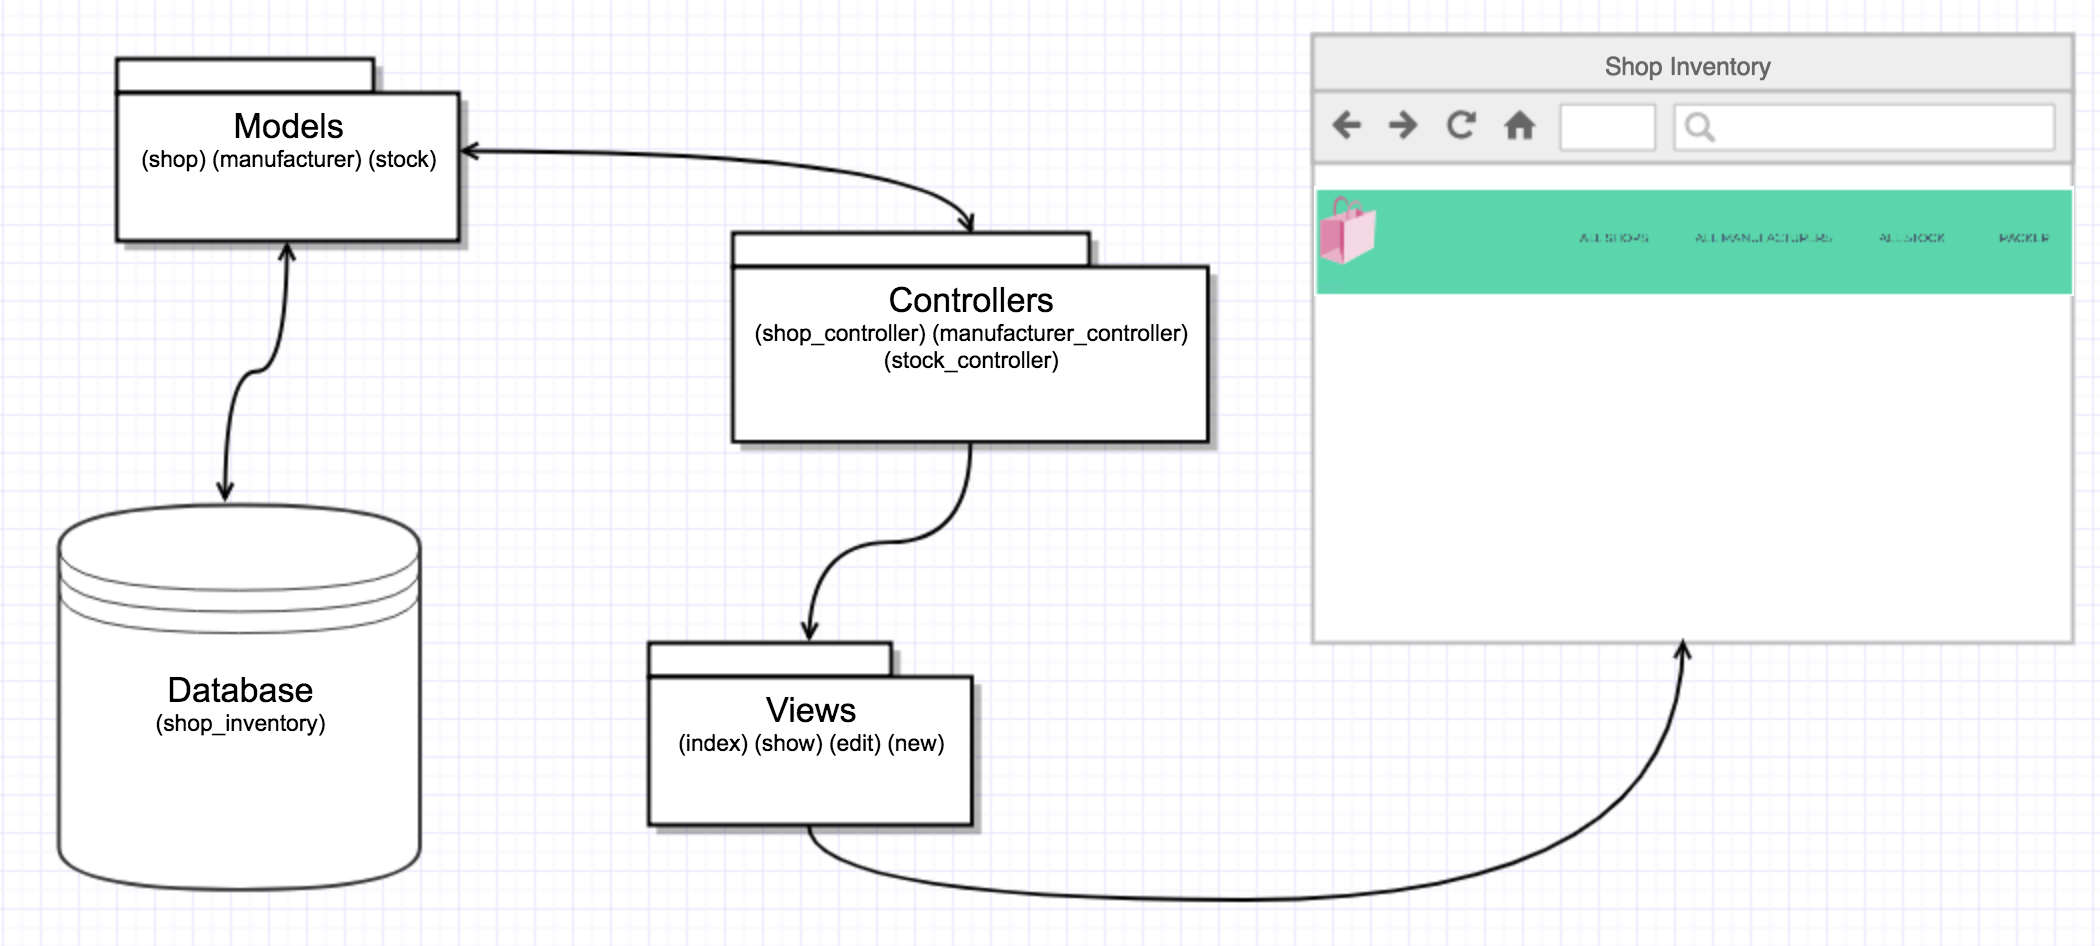 Models
(shop) (manufacturer) (stock)
Controllers
(shop_controller) (manufacturer_controller)
(stock_controller)
Database
(shop_inventory)
Views
(index) (show) (edit) (new)
Shop Inventory
ALL SHOPS ALL MANUFACTURERS ALL STOCK PACKER